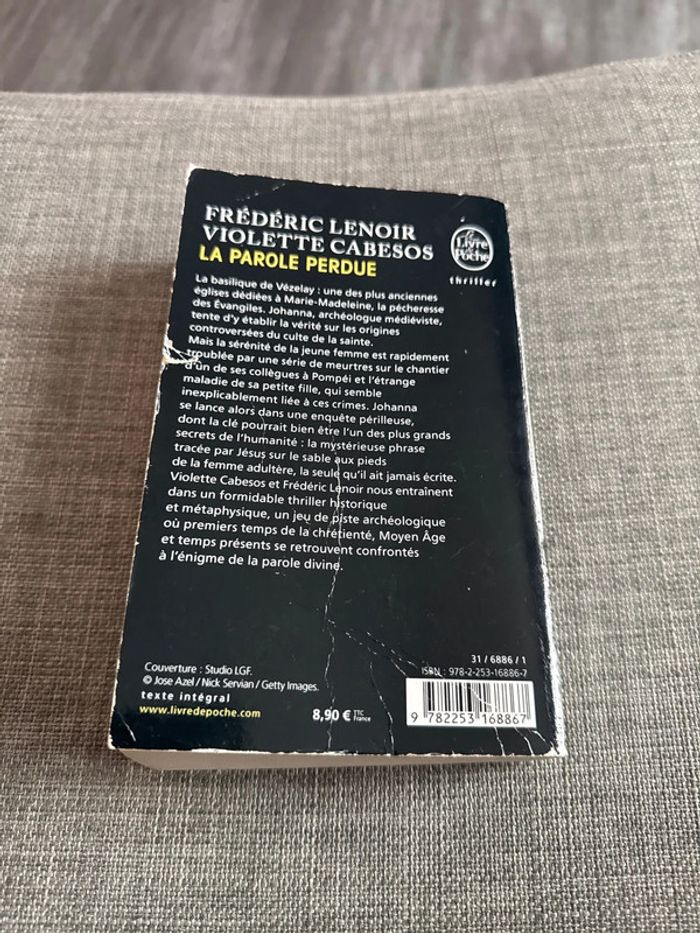 FRÉDÉRIC LENOIR
VIOLETTE CABESOS
LA PAROLE PERDUE
Le Livre de Poche
thriller
La basilique de Vézelay : une des plus anciennes
églises dédiées à Marie-Madeleine, la pécheresse
des Évangiles. Johanna, archéologue médiéviste,
tente d'y établir la vérité sur les origines
controversées du culte de la sainte.
Mais la sérénité de la jeune femme est rapidement
troublée par une série de meurtres sur le chantier
d'un de ses collègues à Pompéi et l'étrange
maladie de sa petite fille, qui semble
inexplicablement liée à ces crimes. Johanna
se lance alors dans une enquête périlleuse,
dont la clé pourrait bien être l'un des plus grands
secrets de l'humanité : la mystérieuse phrase
tracée par Jésus sur le sable aux pieds
de la femme adultère, la seule qu'il ait jamais écrite.
Violette Cabesos et Frédéric Lenoir nous entraînent
dans un formidable thriller historique
et métaphysique, un jeu de piste archéologique
où premiers temps de la chrétienté, Moyen Âge
et temps présents se retrouvent confrontés
à l'énigme de la parole divine.
Couverture : Studio LGF.
© Jose Azel / Nick Servian / Getty Images.
texte intégral
www.livredepoche.com
8,90 € TTC France
31 / 6886 / 1
ISBN : 978-2-253-16886-7
9 782253 168867